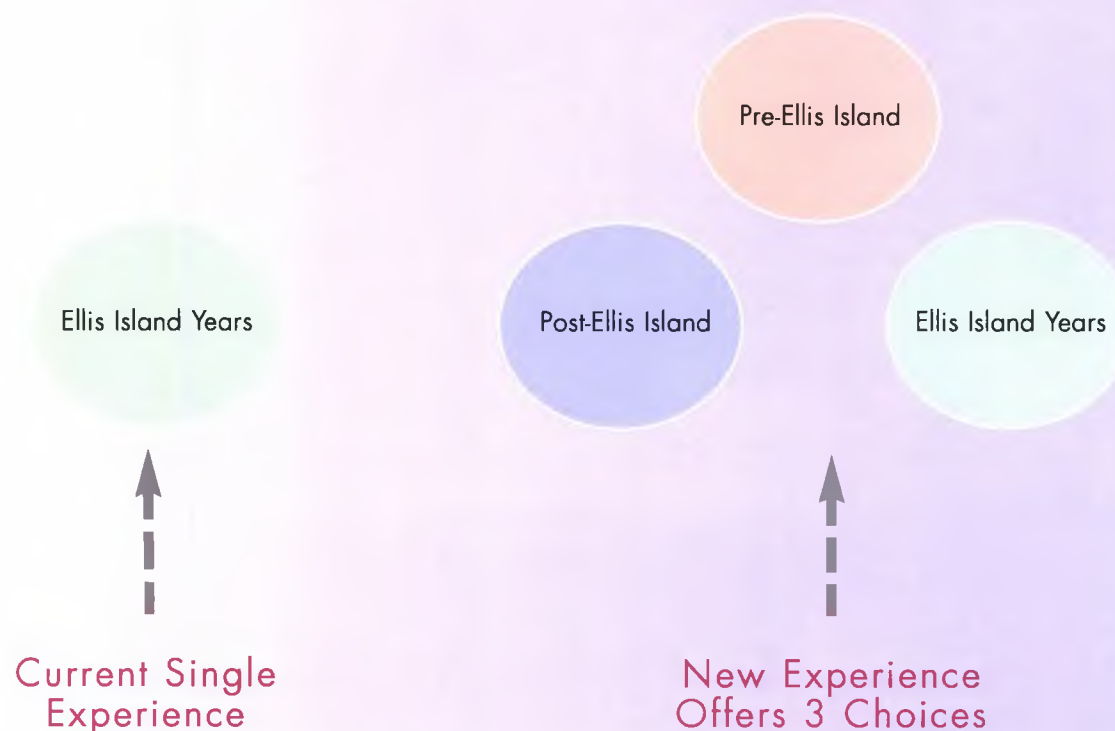 Pre-Ellis Island
Ellis Island Years
Post-Ellis Island
Ellis Island Years
Current Single
Experience
New Experience
Offers 3 Choices